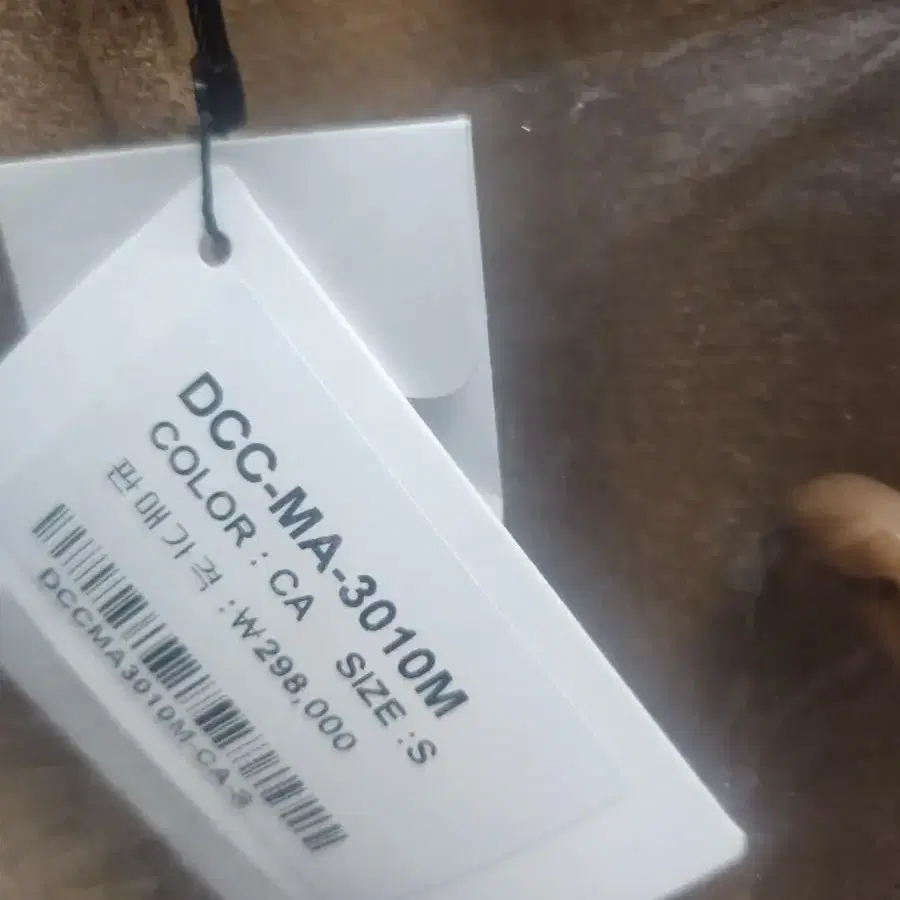 DCC-MA-3010M
COLOR : CA SIZE :S
판매가격 :₩298,000
DCCMA3010M-CA-S